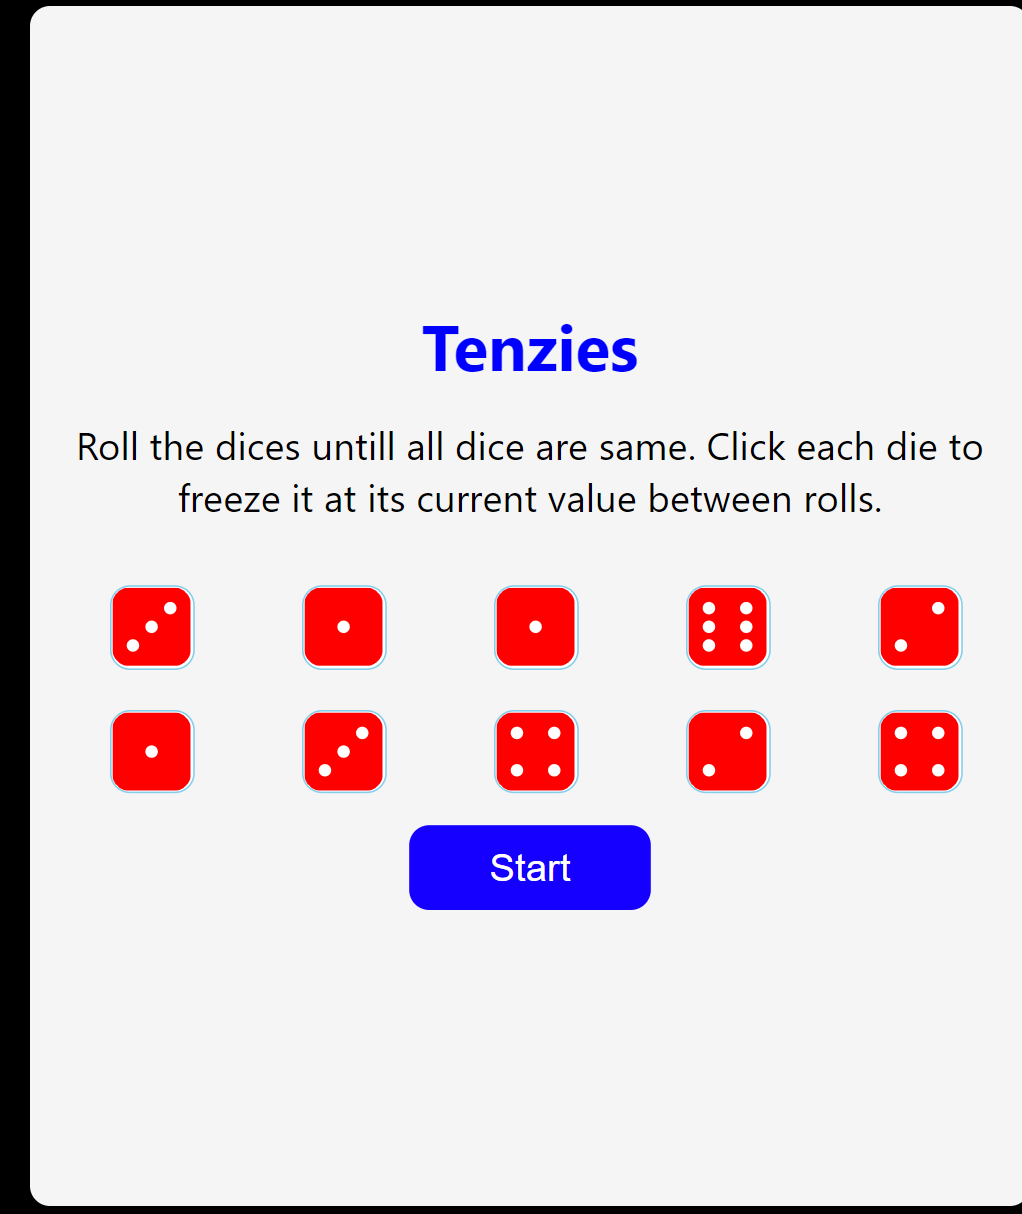 Tenzies
Roll the dices untill all dice are same. Click each die to
freeze it at its current value between rolls.
Start